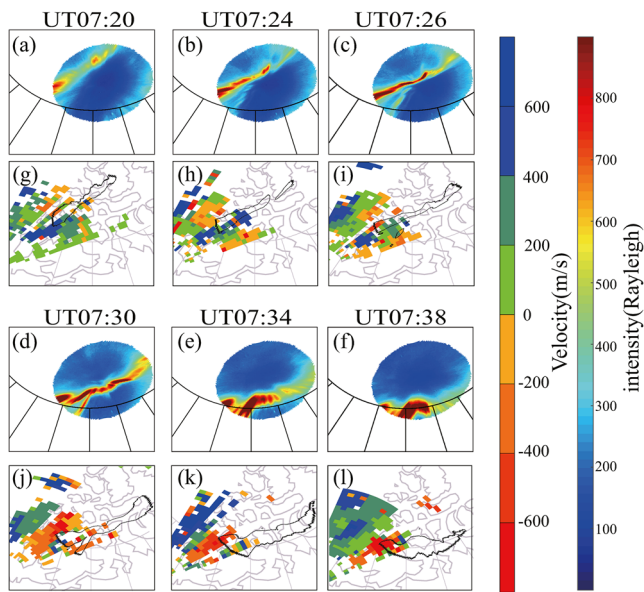 UT07:20 UT07:24 UT07:26
(a) (b) (c)
(g) (h) (i)
UT07:30 UT07:34 UT07:38
(d) (e) (f)
(j) (k) (l)
600
400
200
0
-200
-400
-600
Velocity(m/s)
800
700
600
500
400
300
200
100
intensity(Rayleigh)